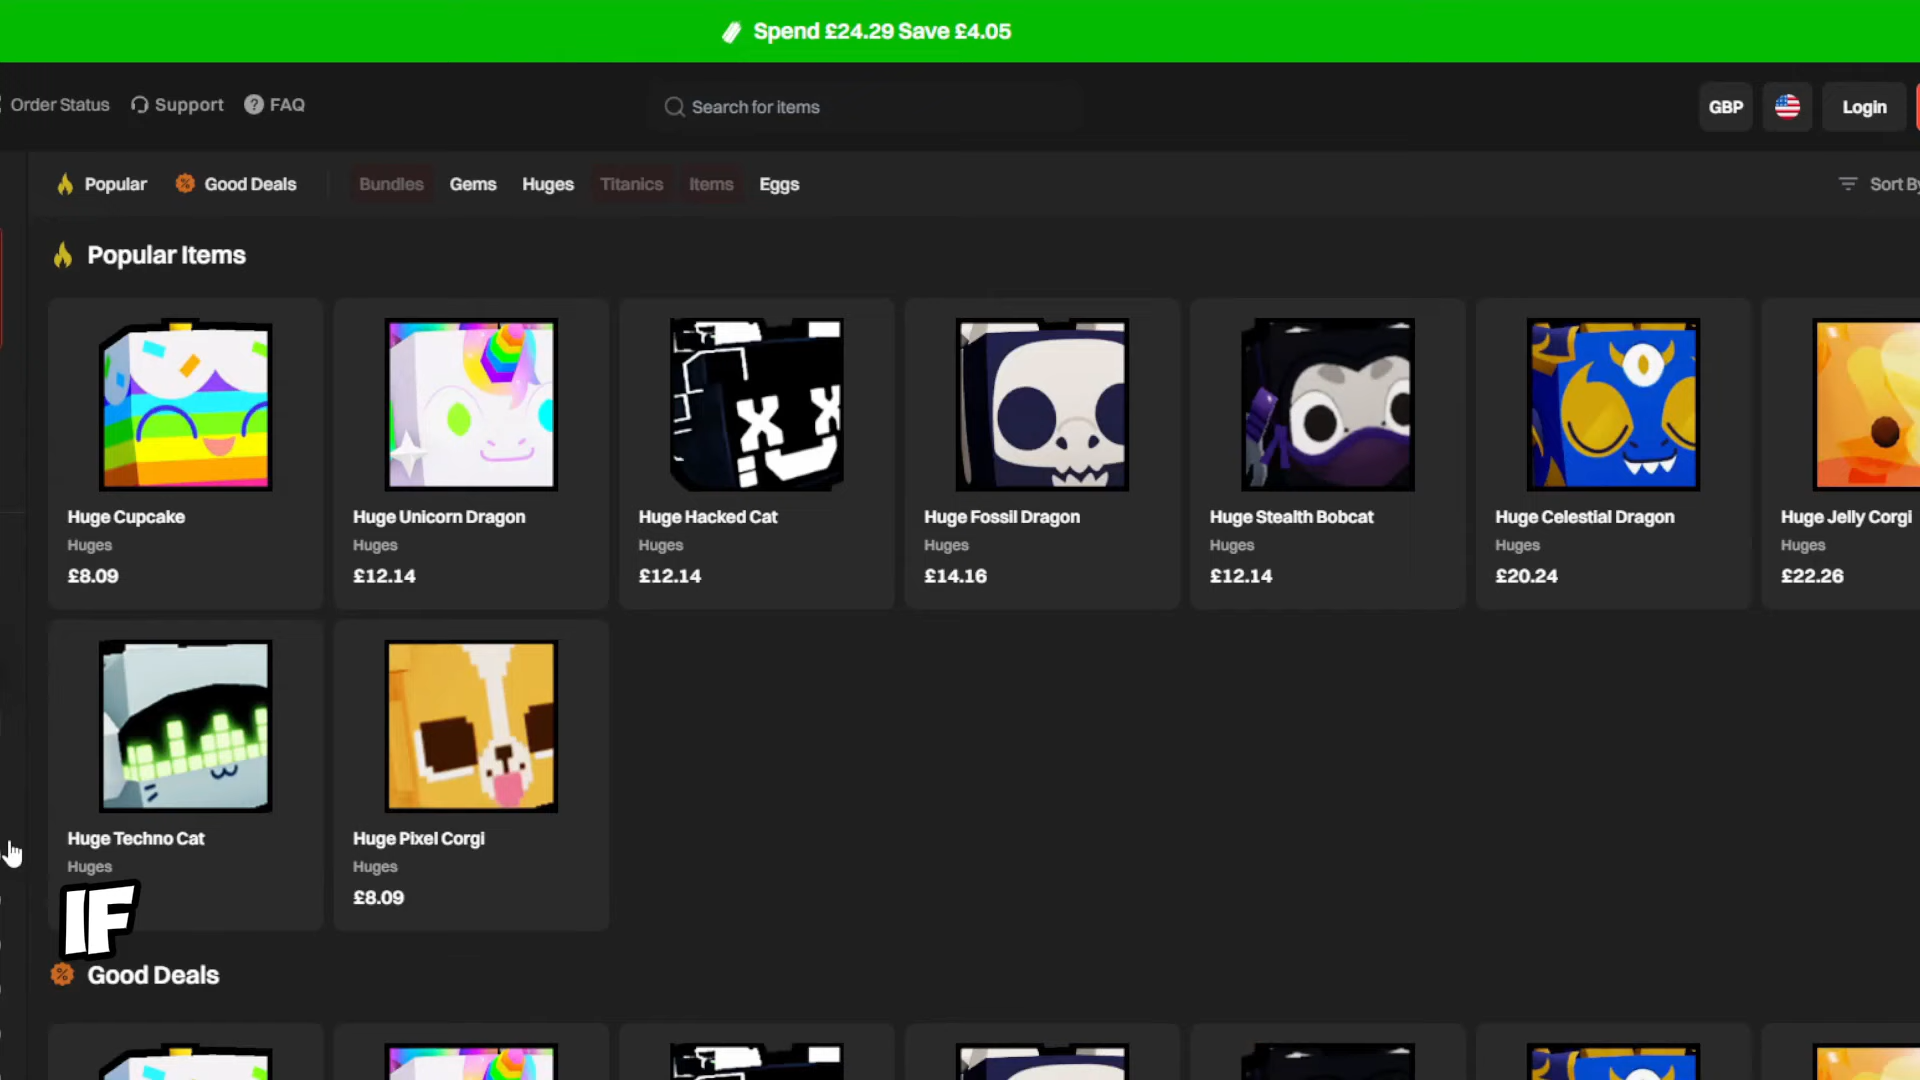 Spend £24.29 Save £4.05
Order Status Support FAQ
Search for items
GBP Login
Popular Good Deals Bundles Gems Huges Titanics Items Eggs
Sort By
Popular Items
Huge Cupcake
Huges
£8.09
Huge Unicorn Dragon
Huges
£12.14
Huge Hacked Cat
Huges
£12.14
Huge Fossil Dragon
Huges
£14.16
Huge Stealth Bobcat
Huges
£12.14
Huge Celestial Dragon
Huges
£20.24
Huge Jelly Corgi
Huges
£22.26
Huge Techno Cat
Huges
IF
Huge Pixel Corgi
Huges
£8.09
Good Deals